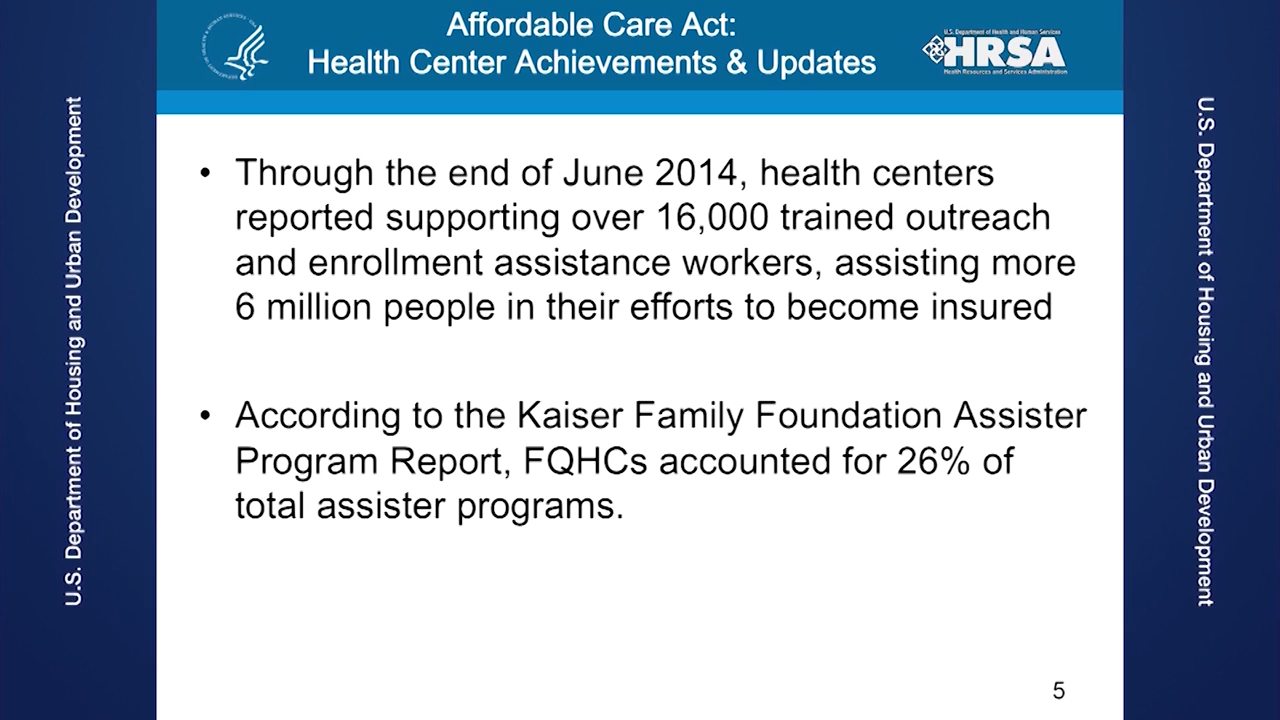 Affordable Care Act:
Health Center Achievements & Updates
U.S. Department of Health and Human Services
HRSA
Health Resources and Services Administration
• Through the end of June 2014, health centers
reported supporting over 16,000 trained outreach
and enrollment assistance workers, assisting more
6 million people in their efforts to become insured
• According to the Kaiser Family Foundation Assister
Program Report, FQHCs accounted for 26% of
total assister programs.
5
U.S. Department of Housing and Urban Development
U.S. Department of Housing and Urban Development